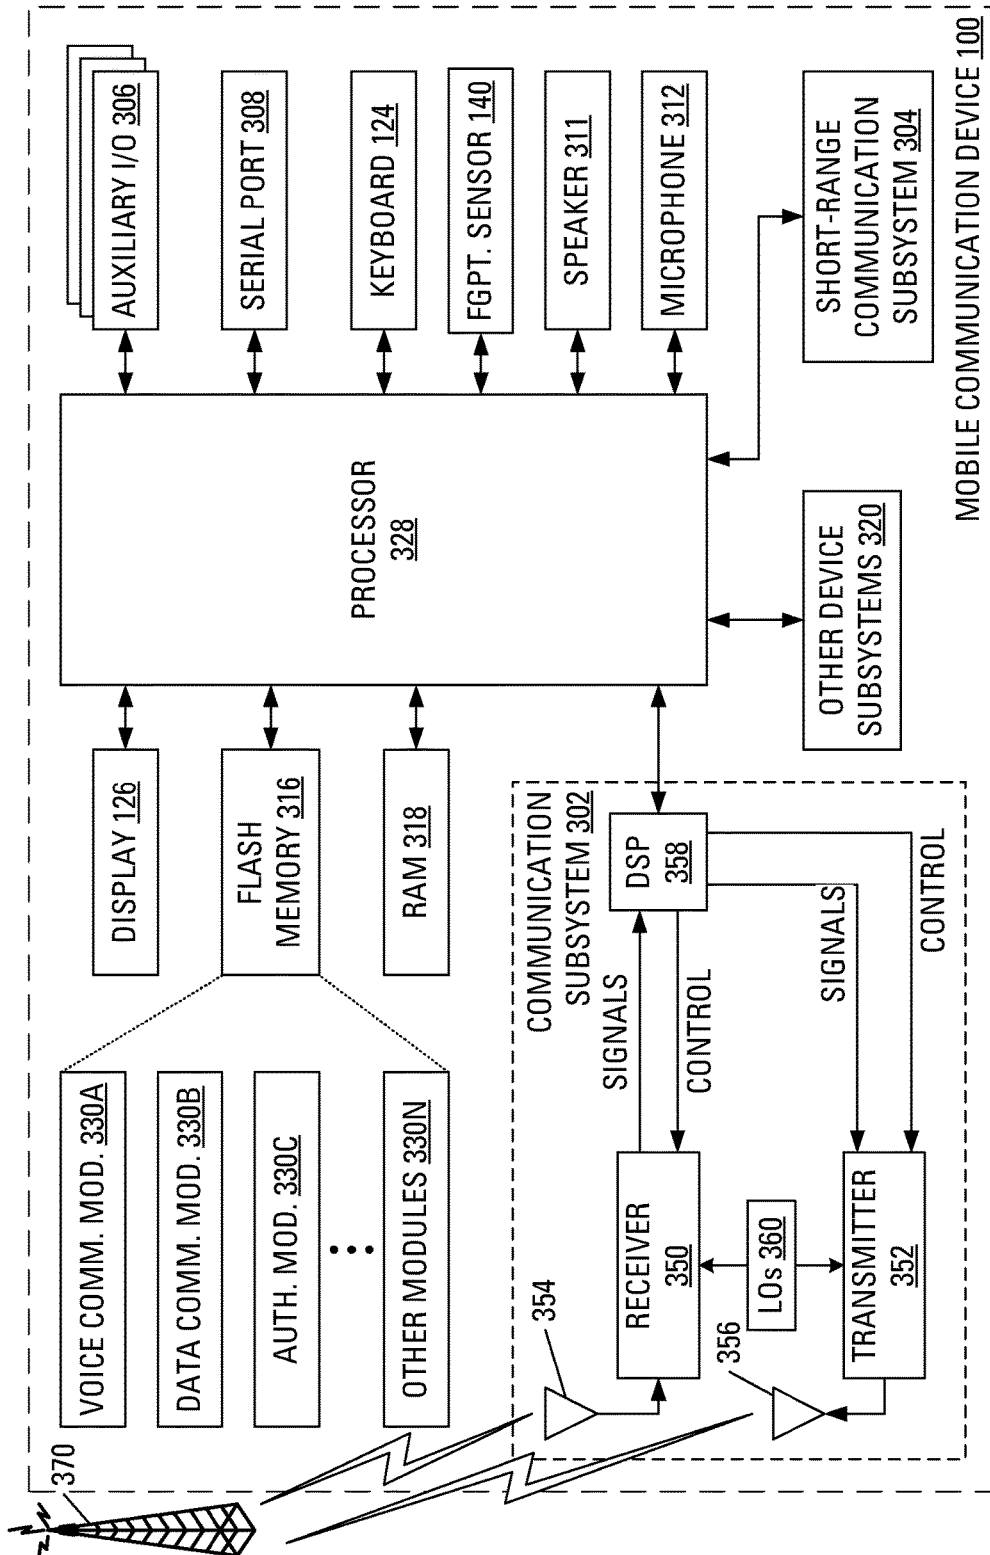 370
VOICE COMM. MOD. 330A
DATA COMM. MOD. 330B
AUTH. MOD. 330C
OTHER MODULES 330N
DISPLAY 126
FLASH
MEMORY 316
RAM 318
PROCESSOR
328
AUXILIARY I/O 306
SERIAL PORT 308
KEYBOARD 124
FGPT. SENSOR 140
SPEAKER 311
MICROPHONE 312
COMMUNICATION
SUBSYSTEM 302
354
RECEIVER
350
SIGNALS
CONTROL
DSP
358
LOs 360
356
TRANSMITTER
352
SIGNALS
CONTROL
OTHER DEVICE
SUBSYSTEMS 320
SHORT-RANGE
COMMUNICATION
SUBSYSTEM 304
MOBILE COMMUNICATION DEVICE 100